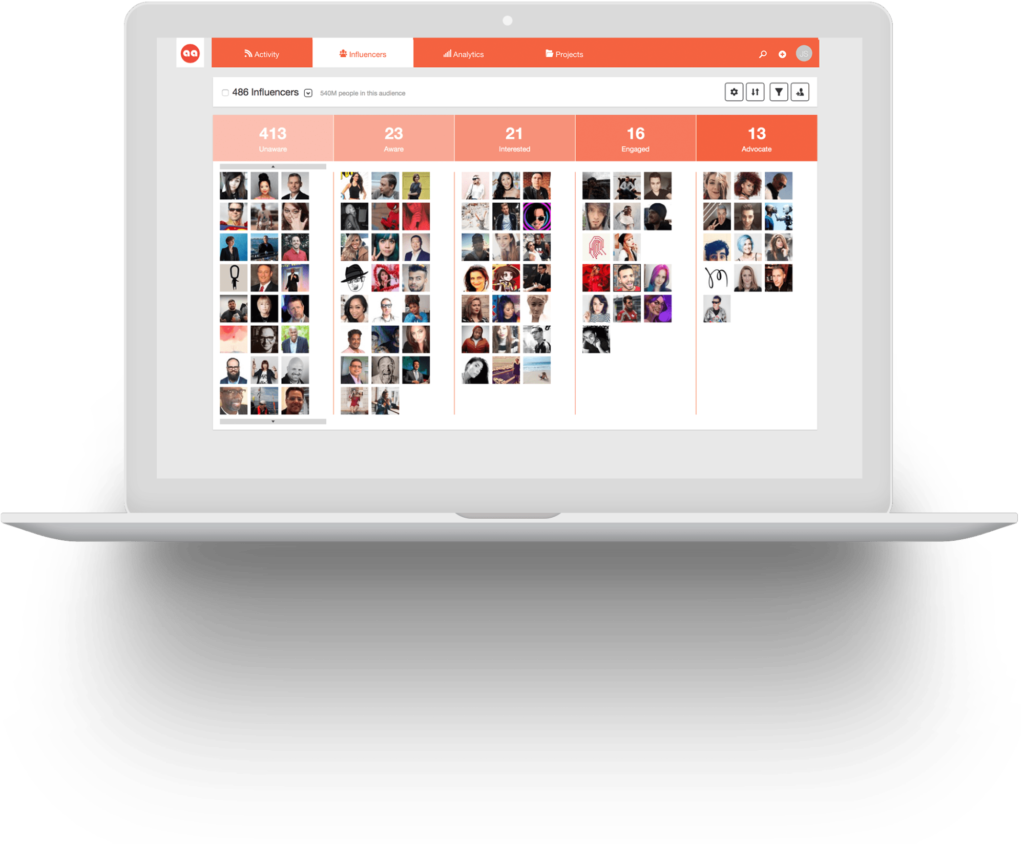 aa
Activity
Influencers
Analytics
Projects
486 Influencers
540M people in this audience
413
Unaware
23
Aware
21
Interested
16
Engaged
13
Advocate